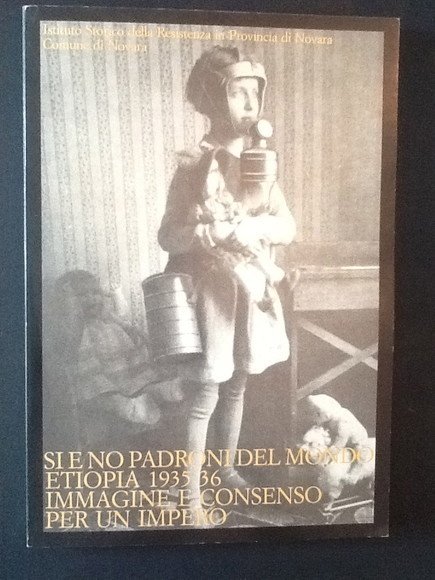 Istituto Storico della Resistenza in Provincia di Novara
Comune di Novara
SI E NO PADRONI DEL MONDO
ETIOPIA 1935-36
IMMAGINE E CONSENSO
PER UN IMPERO